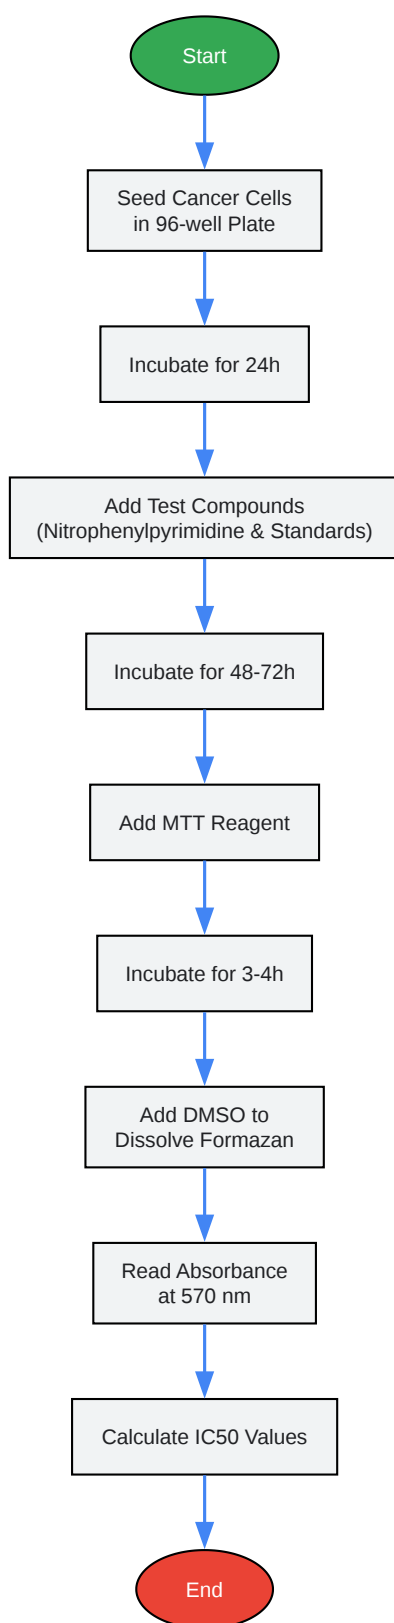 Start
Seed Cancer Cells
in 96-well Plate
Incubate for 24h
Add Test Compounds
(Nitrophenylpyrimidine & Standards)
Incubate for 48-72h
Add MTT Reagent
Incubate for 3-4h
Add DMSO to
Dissolve Formazan
Read Absorbance
at 570 nm
Calculate IC50 Values
End